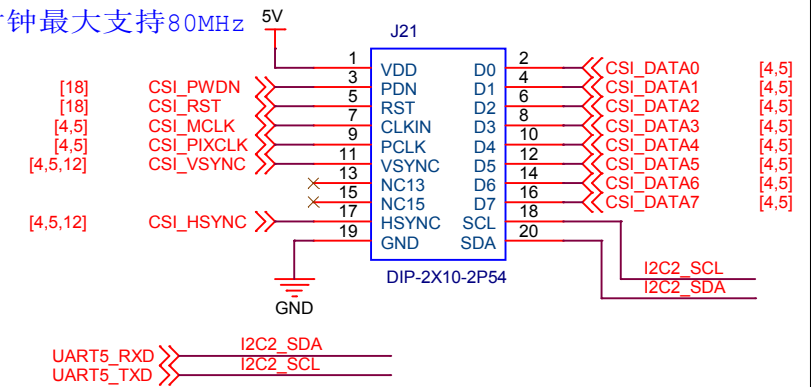 钟最大支持80MHz
5V
J21
1 VDD D0 2 CSI_DATA0 [4,5]
[18] CSI_PWDN 3 PDN D1 4 CSI_DATA1 [4,5]
[18] CSI_RST 5 RST D2 6 CSI_DATA2 [4,5]
[4,5] CSI_MCLK 7 CLKIN D3 8 CSI_DATA3 [4,5]
[4,5] CSI_PIXCLK 9 PCLK D4 10 CSI_DATA4 [4,5]
[4,5,12] CSI_VSYNC 11 VSYNC D5 12 CSI_DATA5 [4,5]
13 NC13 D6 14 CSI_DATA6 [4,5]
15 NC15 D7 16 CSI_DATA7 [4,5]
[4,5,12] CSI_HSYNC 17 HSYNC SCL 18
19 GND SDA 20
I2C2_SCL
DIP-2X10-2P54
I2C2_SDA
GND
UART5_RXD I2C2_SDA
UART5_TXD I2C2_SCL